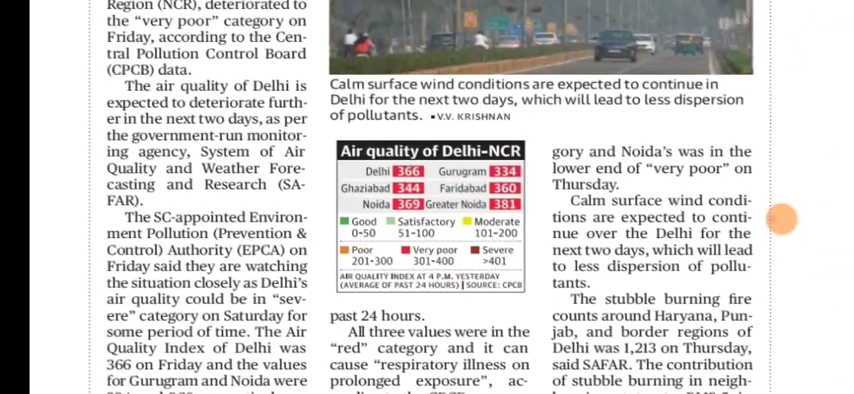 Region (NCR), deteriorated to
the “very poor” category on
Friday, according to the Cen-
tral Pollution Control Board
(CPCB) data.
The air quality of Delhi is
expected to deteriorate furth-
er in the next two days, as per
the government-run monitor-
ing agency, System of Air
Quality and Weather Fore-
casting and Research (SA-
FAR).
The SC-appointed Environ-
ment Pollution (Prevention &
Control) Authority (EPCA) on
Friday said they are watching
the situation closely as Delhi’s
air quality could be in “sev-
ere” category on Saturday for
some period of time. The Air
Quality Index of Delhi was
366 on Friday and the values
for Gurugram and Noida were
Calm surface wind conditions are expected to continue in
Delhi for the next two days, which will lead to less dispersion
of pollutants. ▪V.V. KRISHNAN
Air quality of Delhi-NCR
Delhi 366 Gurugram 334
Ghaziabad 344 Faridabad 360
Noida 369 Greater Noida 381
Good Satisfactory Moderate
0-50 51-100 101-200
Poor Very poor Severe
201-300 301-400 >401
AIR QUALITY INDEX AT 4 P.M. YESTERDAY
(AVERAGE OF PAST 24 HOURS) | SOURCE: CPCB
past 24 hours.
All three values were in the
“red” category and it can
cause “respiratory illness on
prolonged exposure”, ac-
gory and Noida’s was in the
lower end of “very poor” on
Thursday.
Calm surface wind condi-
tions are expected to conti-
nue over the Delhi for the
next two days, which will lead
to less dispersion of pollu-
tants.
The stubble burning fire
counts around Haryana, Pun-
jab, and border regions of
Delhi was 1,213 on Thursday,
said SAFAR. The contribution
of stubble burning in neigh-